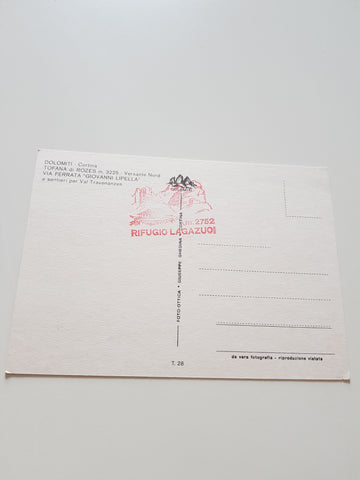 DOLOMITI - Cortina
TOFANA di ROZES m. 3225 - Versante Nord
VIA FERRATA "GIOVANNI LIPELLA"
e sentieri per Val Travenanzes
m. 2752
RIFUGIO LAGAZUOI
FOTO-OTTICA * GIUSEPPE GHEDINA * CORTINA
da vera fotografia - riproduzione vietata
T. 28